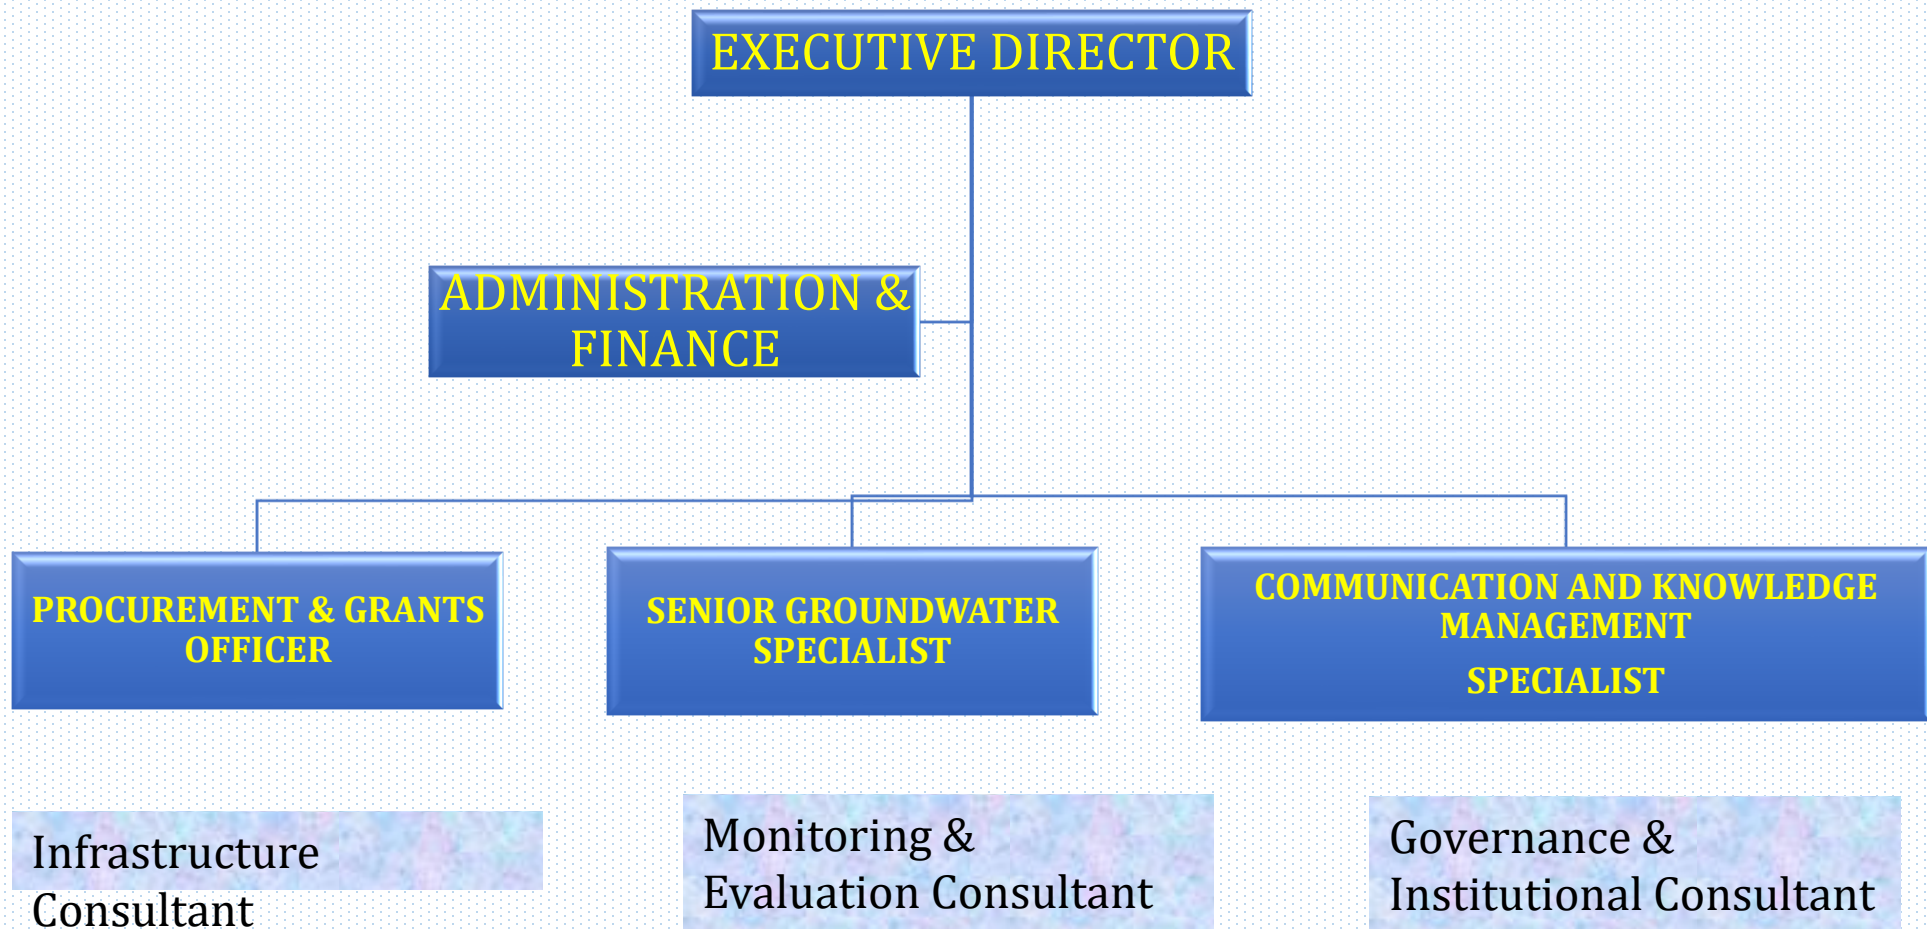 EXECUTIVE DIRECTOR
ADMINISTRATION &
FINANCE
PROCUREMENT & GRANTS
OFFICER
SENIOR GROUNDWATER
SPECIALIST
COMMUNICATION AND KNOWLEDGE
MANAGEMENT
SPECIALIST
Infrastructure
Consultant
Monitoring &
Evaluation Consultant
Governance &
Institutional Consultant